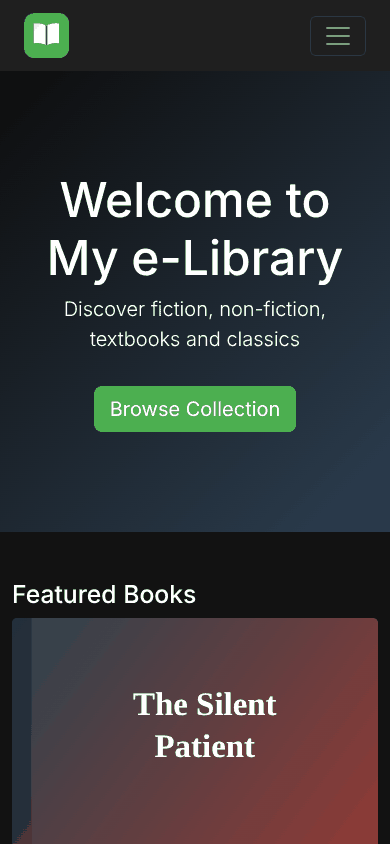 Welcome to
My e-Library
Discover fiction, non-fiction,
textbooks and classics
Browse Collection
Featured Books
The Silent
Patient